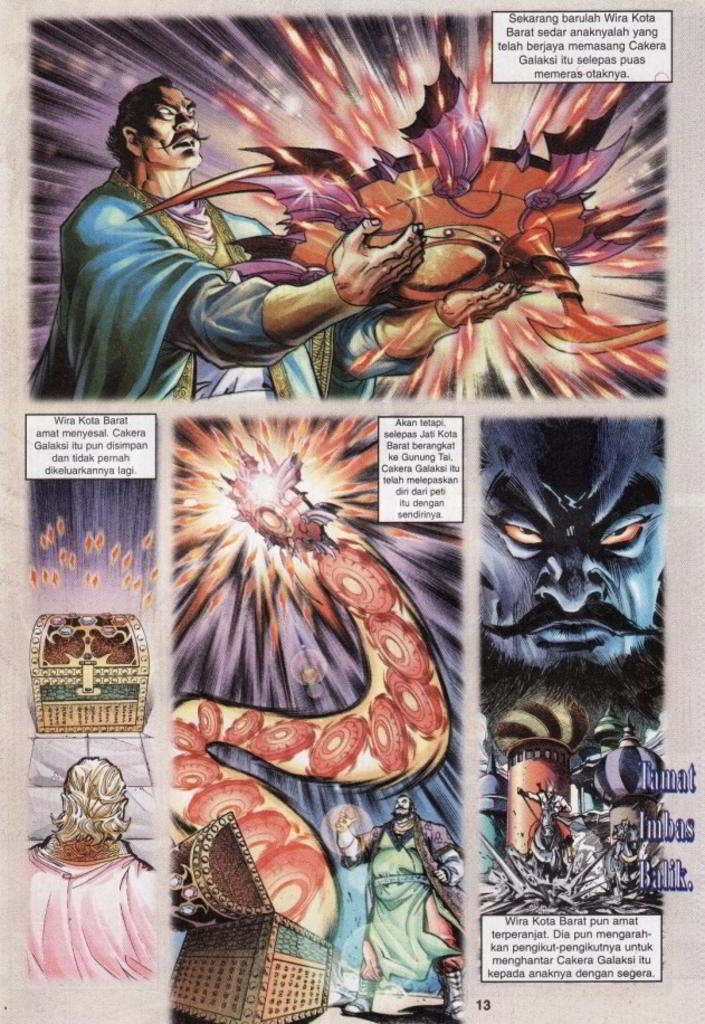 Sekarang barulah Wira Kota
Barat sedar anaknyalah yang
telah berjaya memasang Cakera
Galaksi itu selepas puas
memeras otaknya.
Wira Kota Barat
amat menyesal. Cakera
Galaksi itu pun disimpan
dan tidak pernah
dikeluarkannya lagi.
Akan tetapi,
selepas Jati Kota
Barat berangkat
ke Gunung Tai,
Cakera Galaksi itu
telah melepaskan
diri dari peti
itu dengan
sendirinya.
Tamat
Imbas
Balik.
Wira Kota Barat pun amat
terperanjat. Dia pun mengarah-
kan pengikut-pengikutnya untuk
menghantar Cakera Galaksi itu
kepada anaknya dengan segera.
13